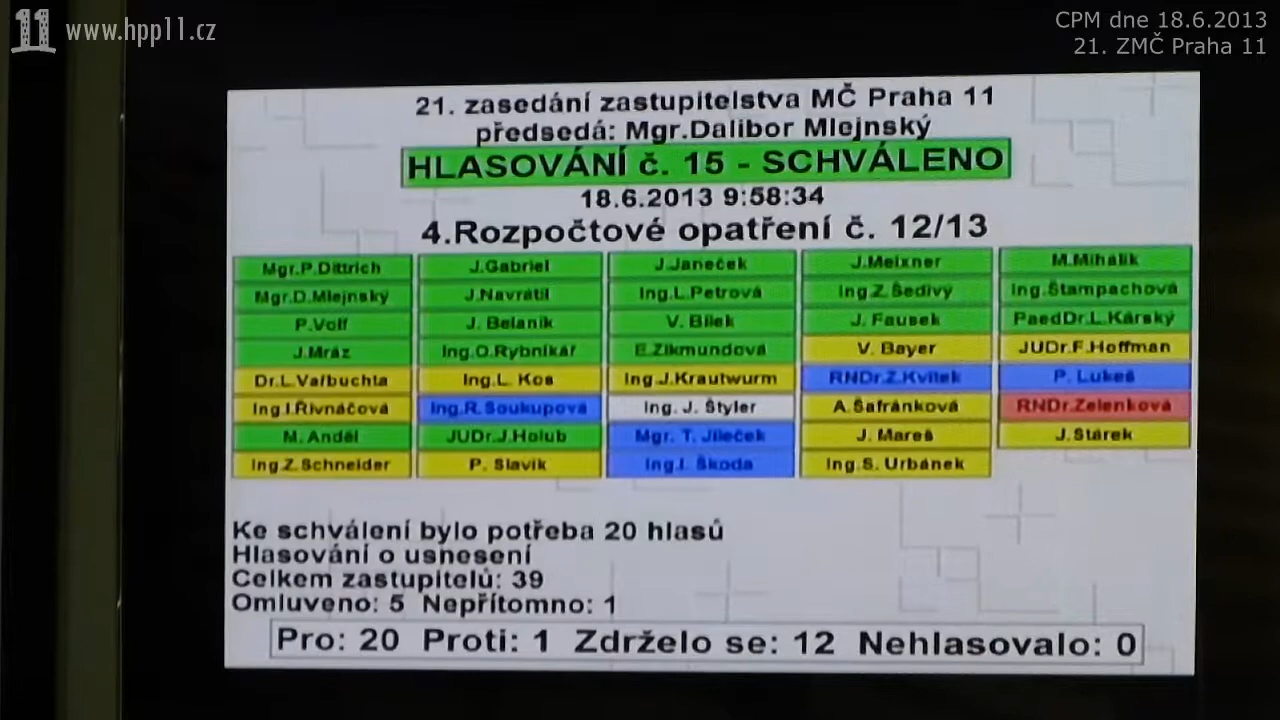 11 www.hpp11.cz
CPM dne 18.6.2013
21. ZMČ Praha 11
21. zasedání zastupitelstva MČ Praha 11
předsedá: Mgr.Dalibor Mlejnský
HLASOVÁNÍ č. 15 - SCHVÁLENO
18.6.2013 9:58:34
4.Rozpočtové opatření č. 12/13
Mgr.P.Dittrich J.Gabriel J.Janeček J.Meixner M.Mihálik
Mgr.D.Mlejnský J.Navrátil Ing.L.Petrová Ing.Z.Šedivý Ing.Štampachová
P.Volf J. Belaník V. Bílek J. Fausek PaedDr.L.Kárský
J.Mráz Ing.O.Rybnikář E.Zikmundová V. Bayer JUDr.F.Hoffman
Dr.L.Vaľbuchta Ing.L. Kos Ing.J.Krautwurm RNDr.Z.Kvítek P. Lukeš
Ing.I.Řivnáčová Ing.R.Soukupová Ing. J. Štyler A.Šafránková RNDr.Zelenková
M. Anděl JUDr.J.Holub Mgr. T. Jíleček J. Mareš J.Stárek
Ing.Z.Schneider P. Slavík Ing.I. Škoda Ing.S. Urbánek
Ke schválení bylo potřeba 20 hlasů
Hlasování o usnesení
Celkem zastupitelů: 39
Omluveno: 5 Nepřítomno: 1
Pro: 20 Proti: 1 Zdrželo se: 12 Nehlasovalo: 0